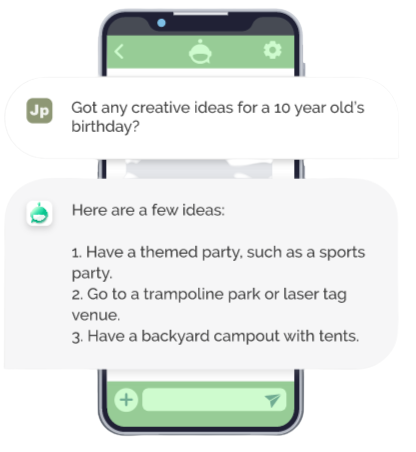 Jp
Got any creative ideas for a 10 year old's
birthday?
Here are a few ideas:
1. Have a themed party, such as a sports
party.
2. Go to a trampoline park or laser tag
venue.
3. Have a backyard campout with tents.